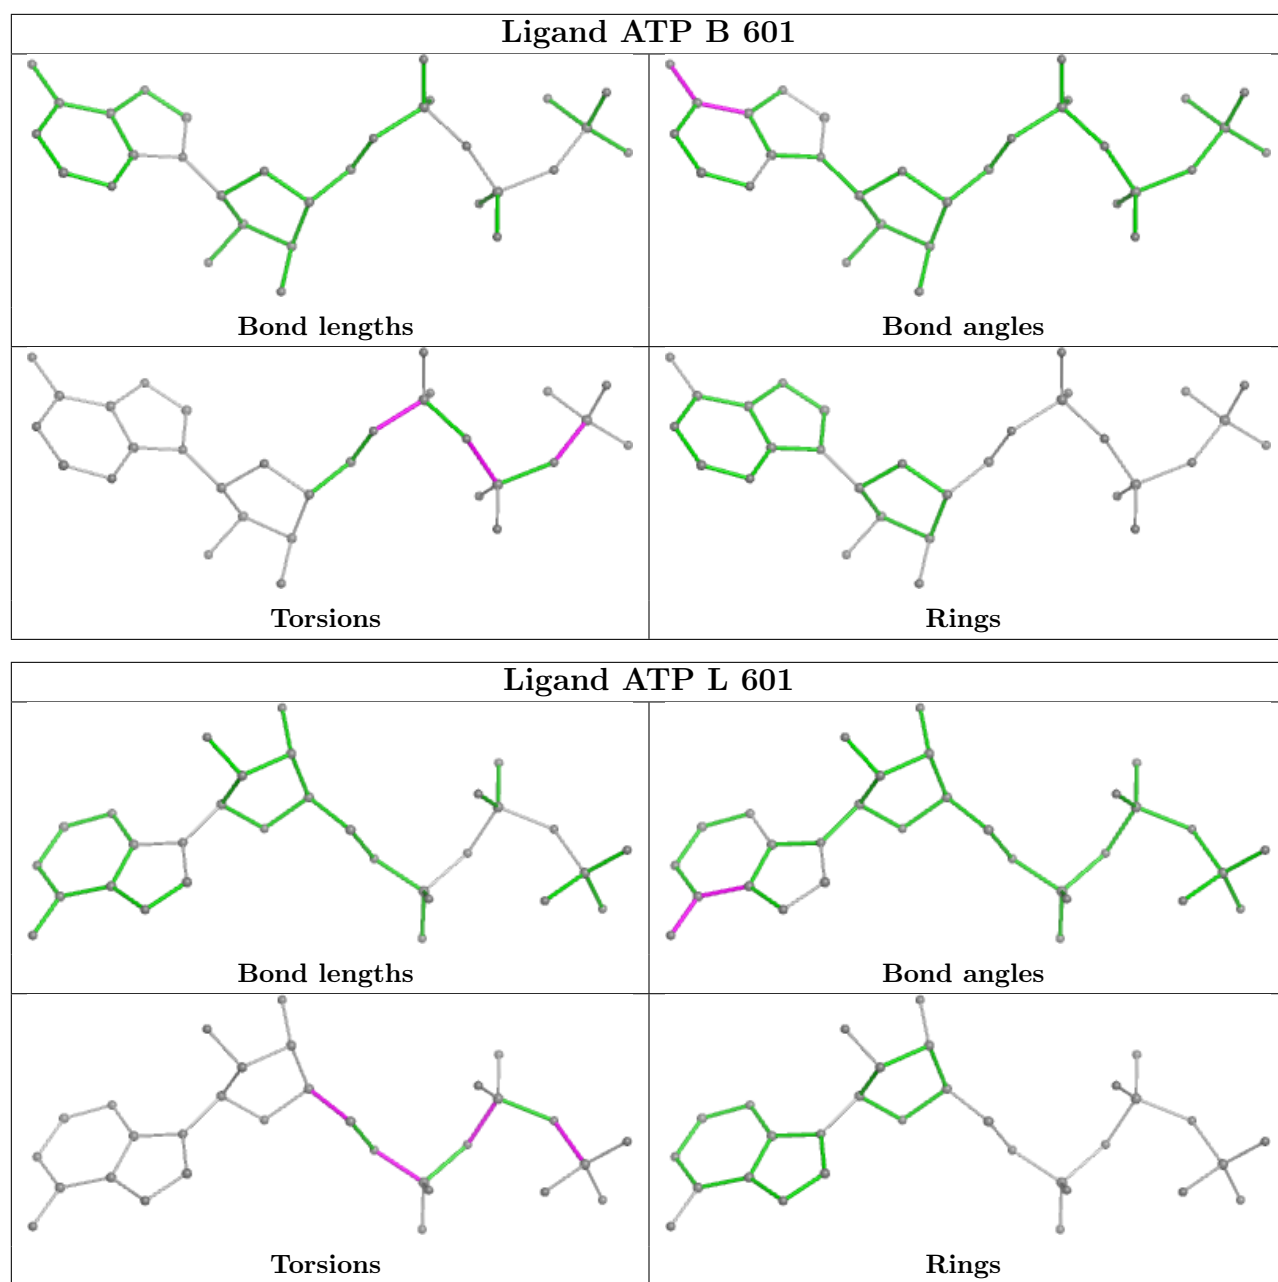 Ligand ATP B 601
Bond lengths
Bond angles
Torsions
Rings
Ligand ATP L 601
Bond lengths
Bond angles
Torsions
Rings